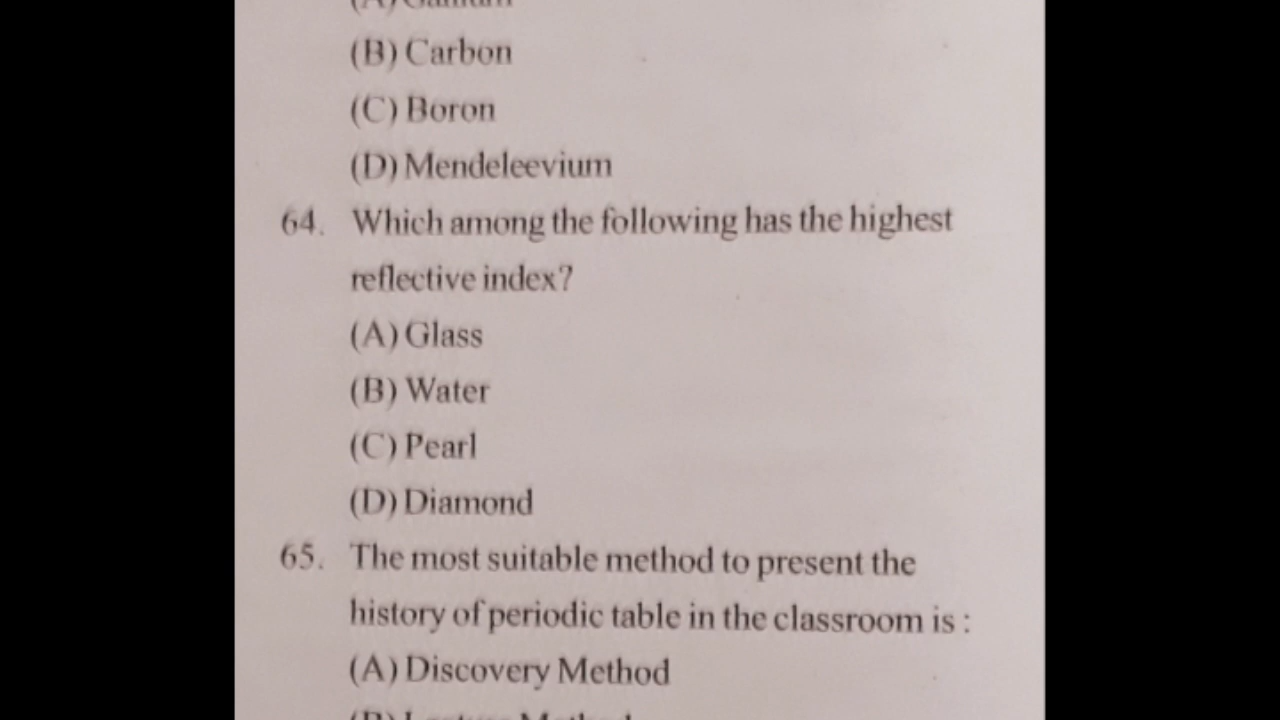 (B) Carbon
(C) Boron
(D) Mendeleevium
64. Which among the following has the highest
reflective index?
(A) Glass
(B) Water
(C) Pearl
(D) Diamond
65. The most suitable method to present the
history of periodic table in the classroom is :
(A) Discovery Method